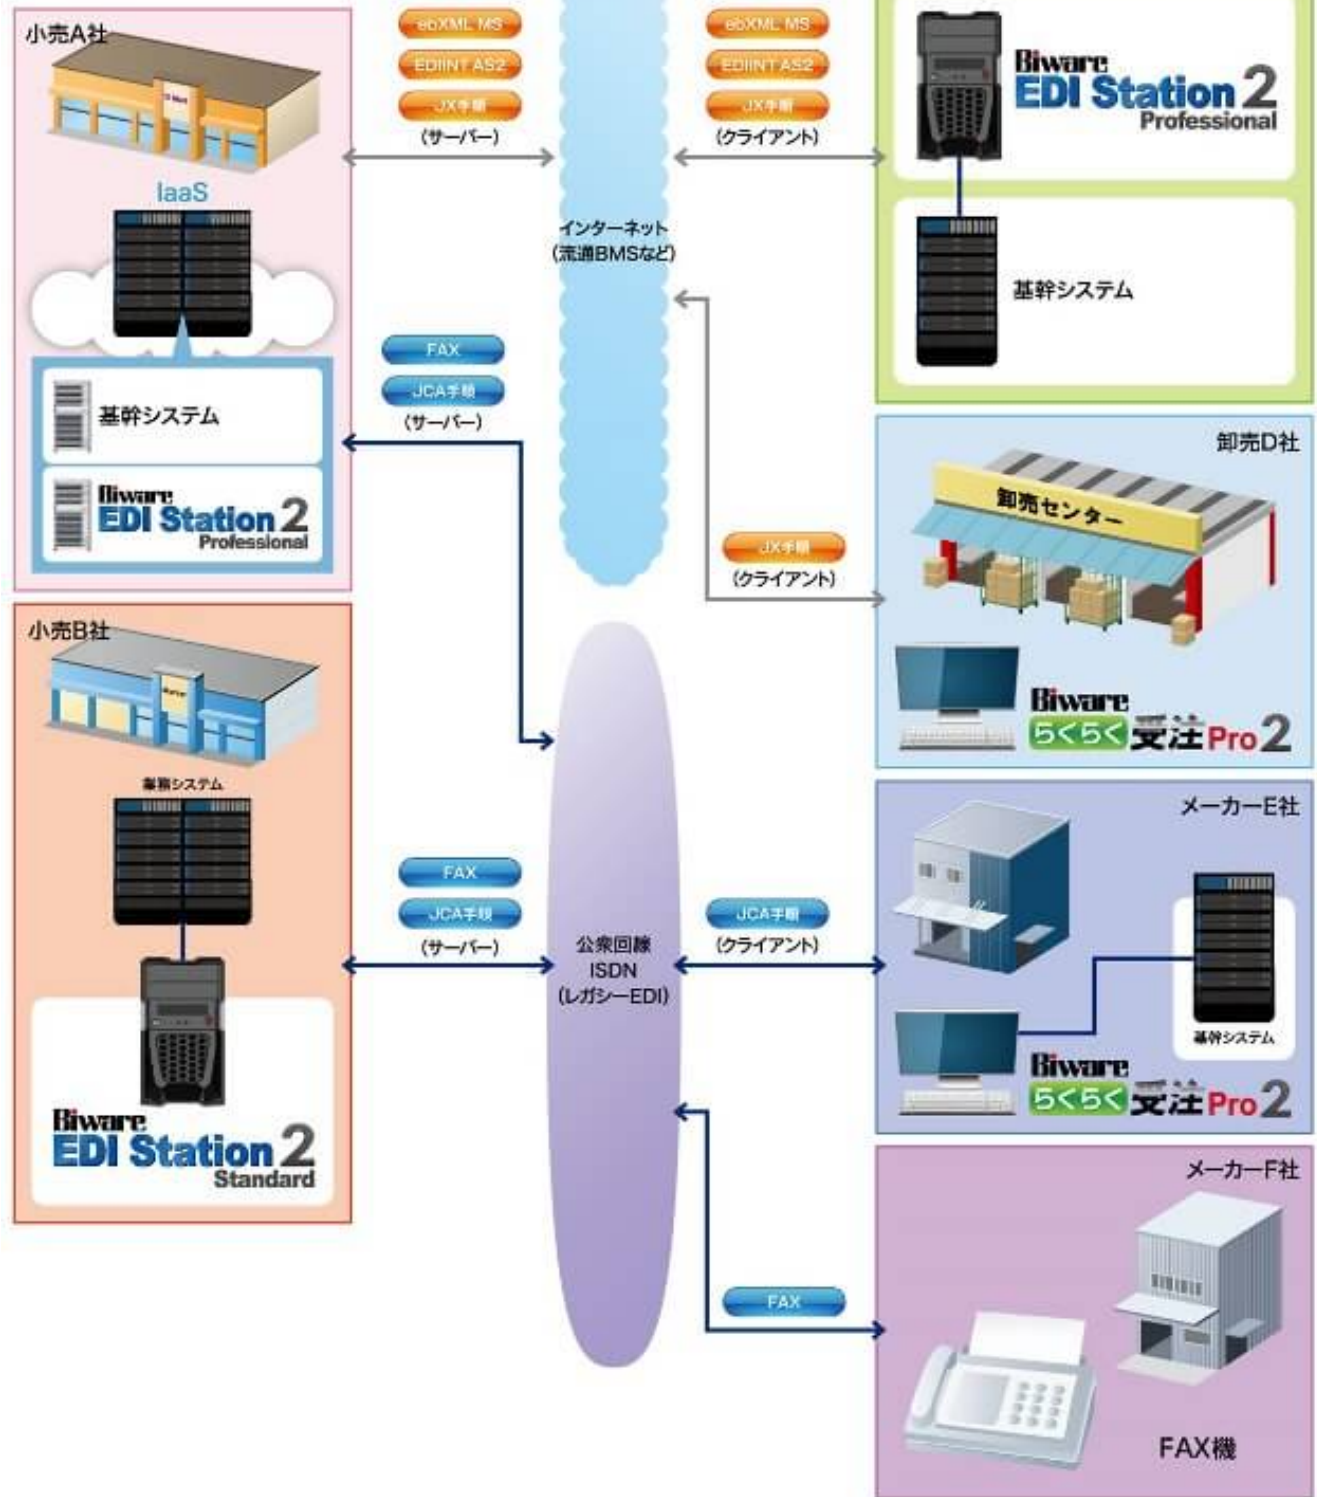 小売A社
IaaS
基幹システム
Biware
EDI Station 2
Professional
小売B社
業務システム
Biware
EDI Station 2
Standard
ebXML MS
EDIINT AS2
JX手順
(サーバー)
FAX
JCA手順
(サーバー)
FAX
JCA手順
(サーバー)
インターネット
(流通BMSなど)
公衆回線
ISDN
(レガシーEDI)
ebXML MS
EDIINT AS2
JX手順
(クライアント)
JX手順
(クライアント)
JCA手順
(クライアント)
FAX
Biware
EDI Station 2
Professional
基幹システム
卸売D社
卸売センター
Biware
らくらく 受注 Pro 2
メーカーE社
基幹システム
Biware
らくらく 受注 Pro 2
メーカーF社
FAX機